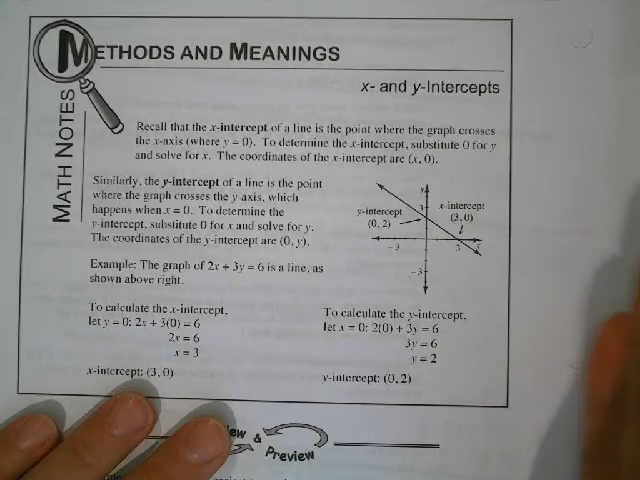 METHODS AND MEANINGS
MATH NOTES
x- and y-Intercepts
Recall that the x-intercept of a line is the point where the graph crosses
the x-axis (where y = 0). To determine the x-intercept, substitute 0 for y
and solve for x. The coordinates of the x-intercept are (x, 0).
Similarly, the y-intercept of a line is the point
where the graph crosses the y-axis, which
happens when x = 0. To determine the
y-intercept, substitute 0 for x and solve for y.
The coordinates of the y-intercept are (0, y).
y
3
y-intercept
(0, 2)
x-intercept
(3, 0)
-3
3
x
-3
Example: The graph of 2x + 3y = 6 is a line, as
shown above right.
To calculate the x-intercept,
let y = 0: 2x + 3(0) = 6
2x = 6
x = 3
x-intercept: (3, 0)
To calculate the y-intercept,
let x = 0: 2(0) + 3y = 6
3y = 6
y = 2
y-intercept: (0, 2)
&
Preview